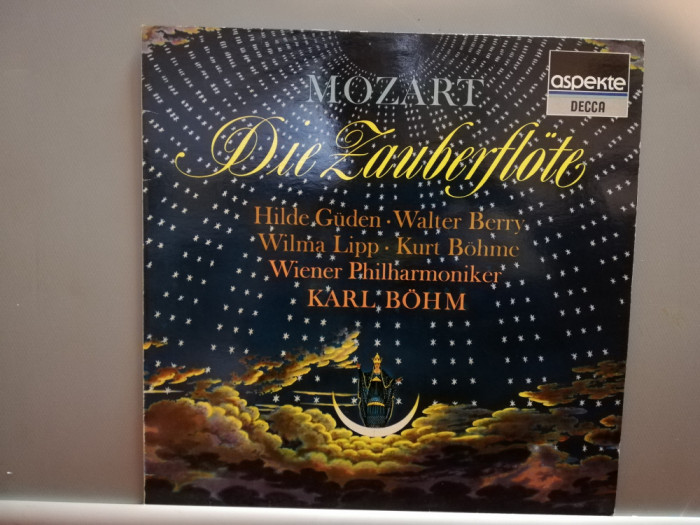 aspekte
DECCA
MOZART
Die Zauberflöte
Hilde Güden · Walter Berry
Wilma Lipp · Kurt Böhme
Wiener Philharmoniker
KARL BÖHM